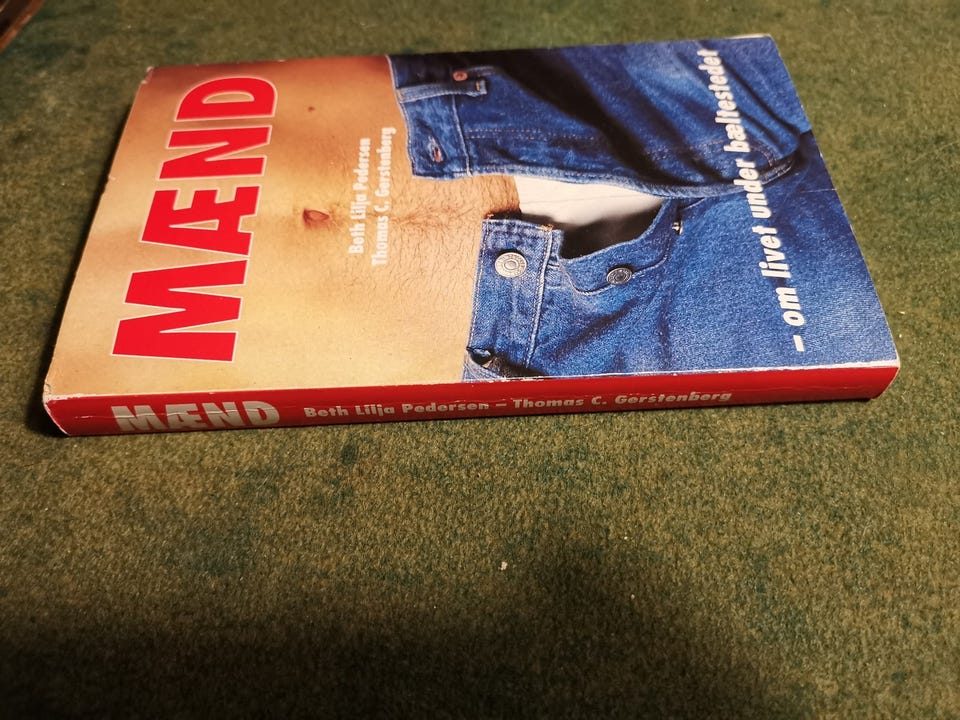 MÆND
Beth Lilja Pedersen
Thomas C. Gerstenberg
– om livet under bæltestedet
MÆND Beth Lilja Pedersen – Thomas C. Gerstenberg